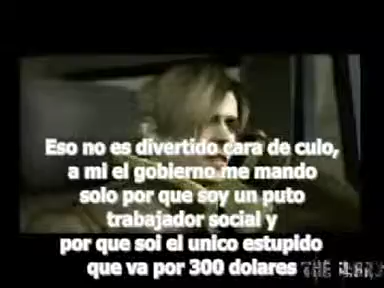 Eso no es divertido cara de culo,
a mi el gobierno me mando
solo por que soy un puto
trabajador social y
por que soi el unico estupido
que va por 300 dolares
THE